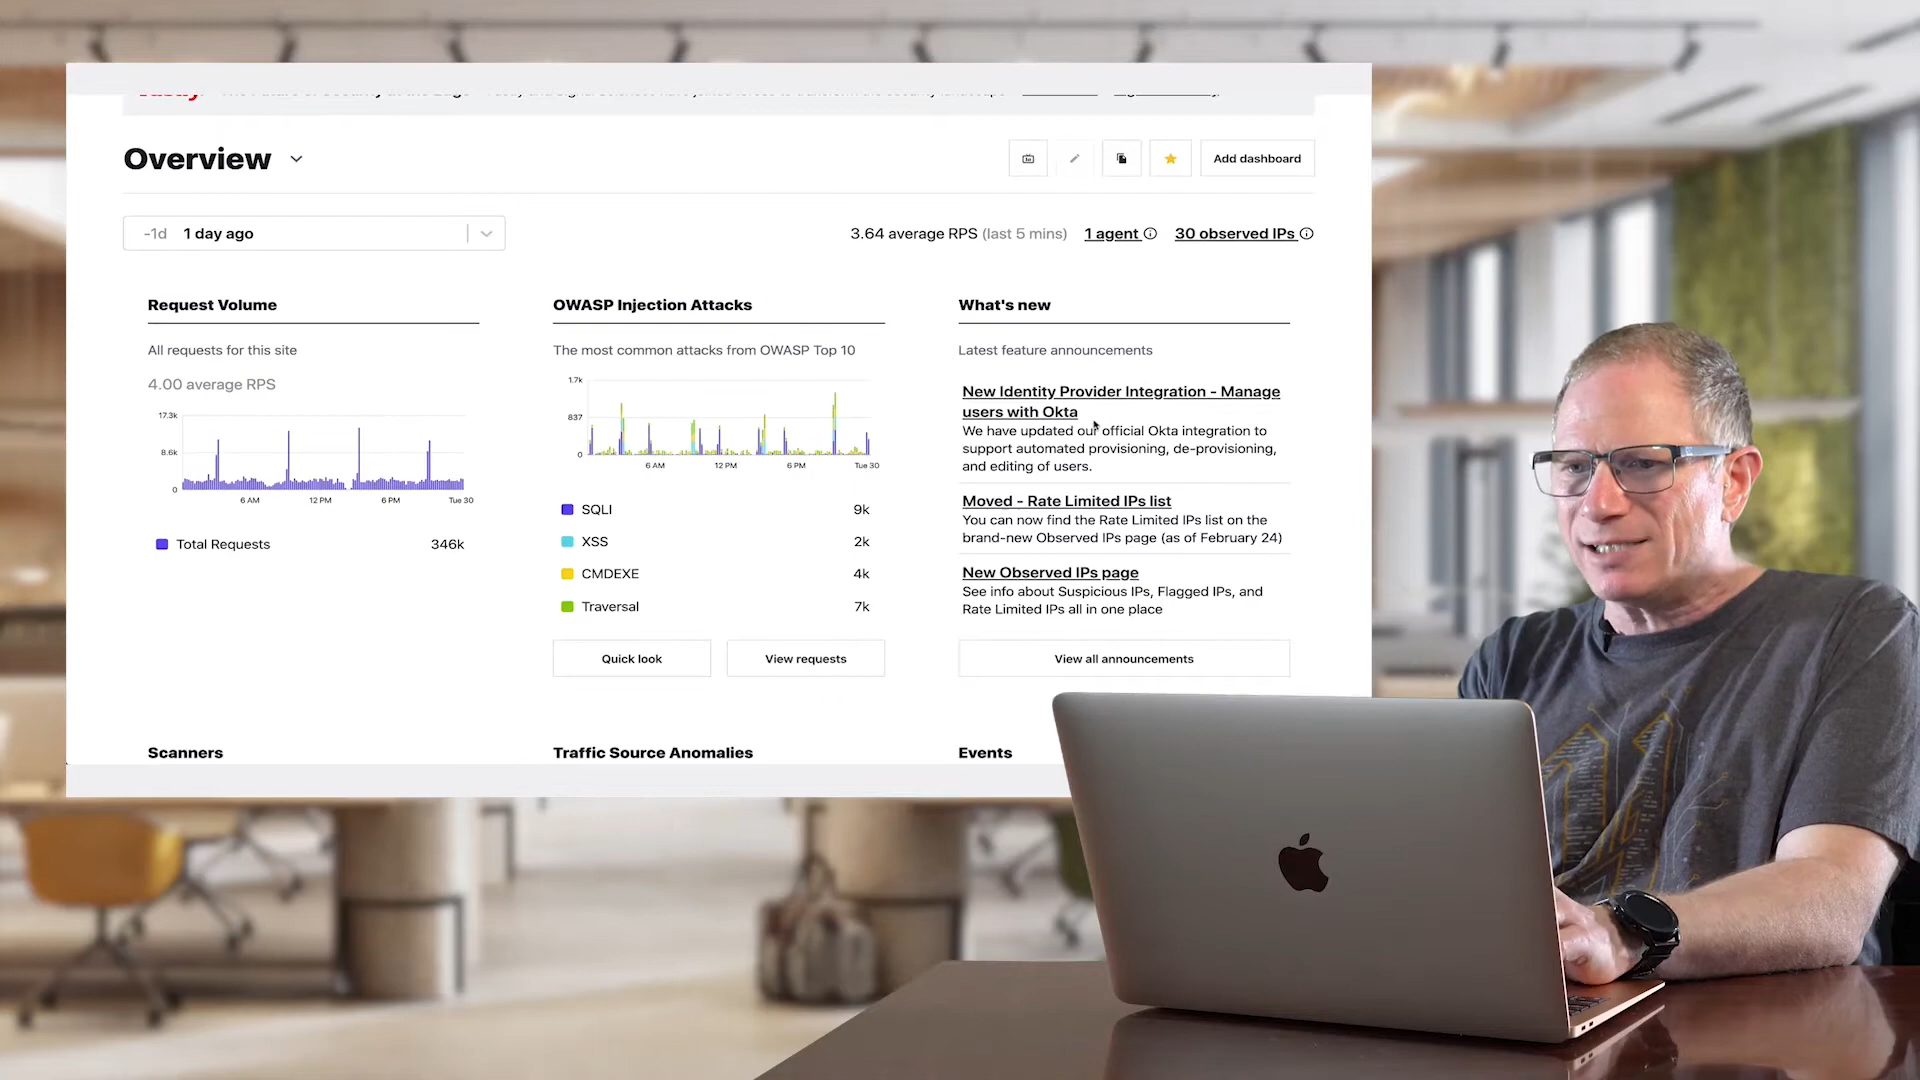 Overview
Add dashboard
-1d 1 day ago
3.64 average RPS (last 5 mins) 1 agent 30 observed IPs
Request Volume
All requests for this site
4.00 average RPS
17.3k
8.6k
0
6 AM 12 PM 6 PM Tue 30
Total Requests 346k
OWASP Injection Attacks
The most common attacks from OWASP Top 10
1.7k
837
0
6 AM 12 PM 6 PM Tue 30
SQLI 9k
XSS 2k
CMDEXE 4k
Traversal 7k
Quick look View requests
What's new
Latest feature announcements
New Identity Provider Integration - Manage
users with Okta
We have updated our official Okta integration to
support automated provisioning, de-provisioning,
and editing of users.
Moved - Rate Limited IPs list
You can now find the Rate Limited IPs list on the
brand-new Observed IPs page (as of February 24)
New Observed IPs page
See info about Suspicious IPs, Flagged IPs, and
Rate Limited IPs all in one place
View all announcements
Scanners
Traffic Source Anomalies
Events